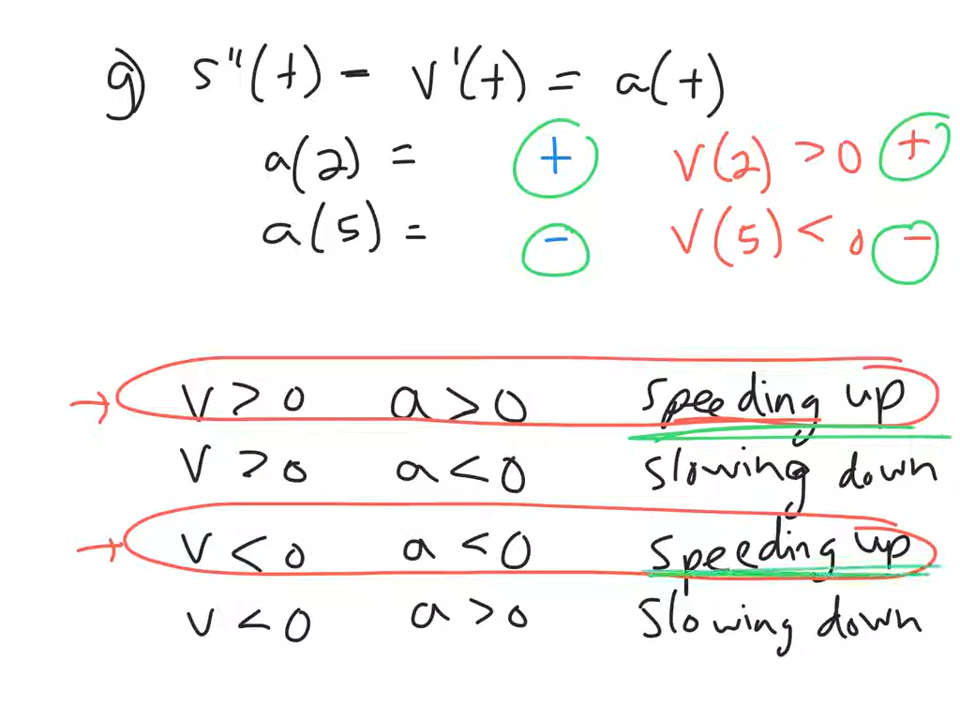 g) s"(t) - v'(t) = a(t)
a(2) = + v(2) > 0 +
a(5) = - v(5) < 0 -
→ v > 0 a > 0 speeding up
v > 0 a < 0 slowing down
→ v < 0 a < 0 speeding up
v < 0 a > 0 slowing down